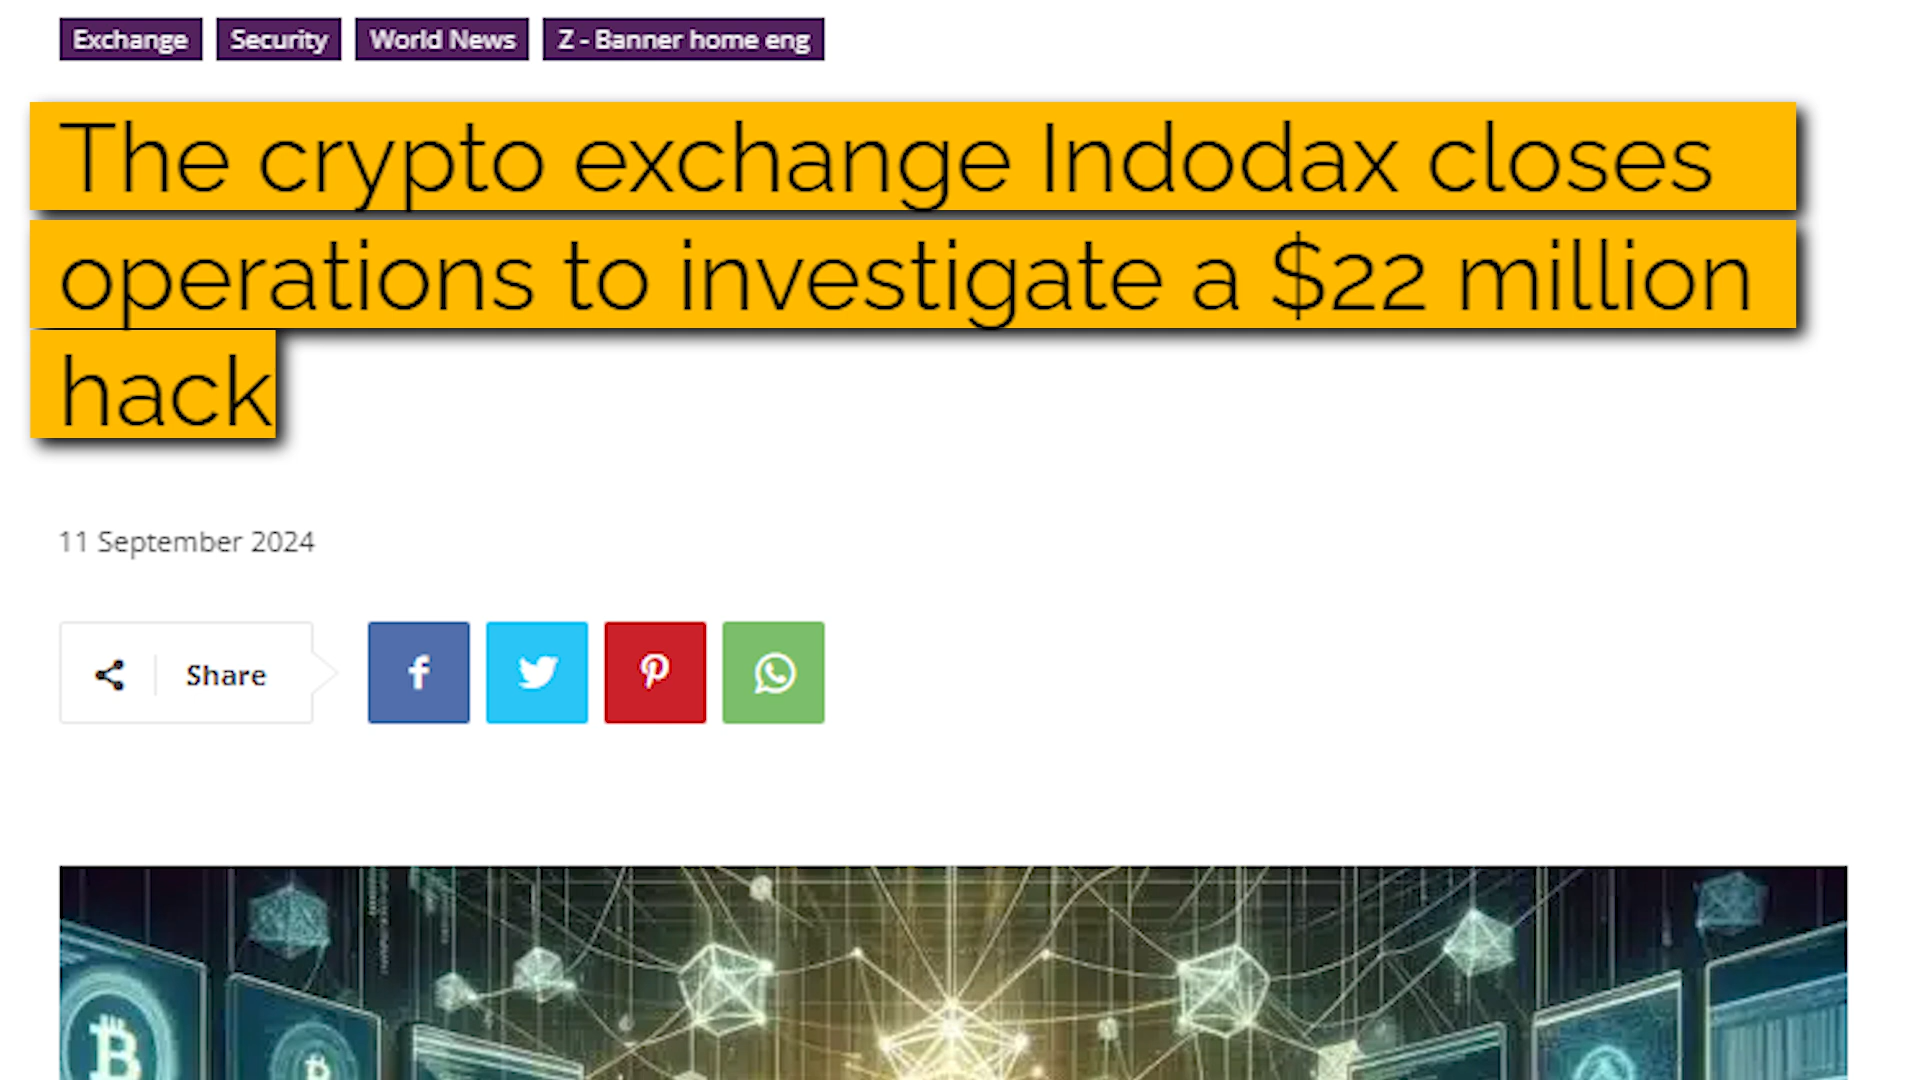 Exchange Security World News Z - Banner home eng
The crypto exchange Indodax closes
operations to investigate a $22 million
hack
11 September 2024
Share